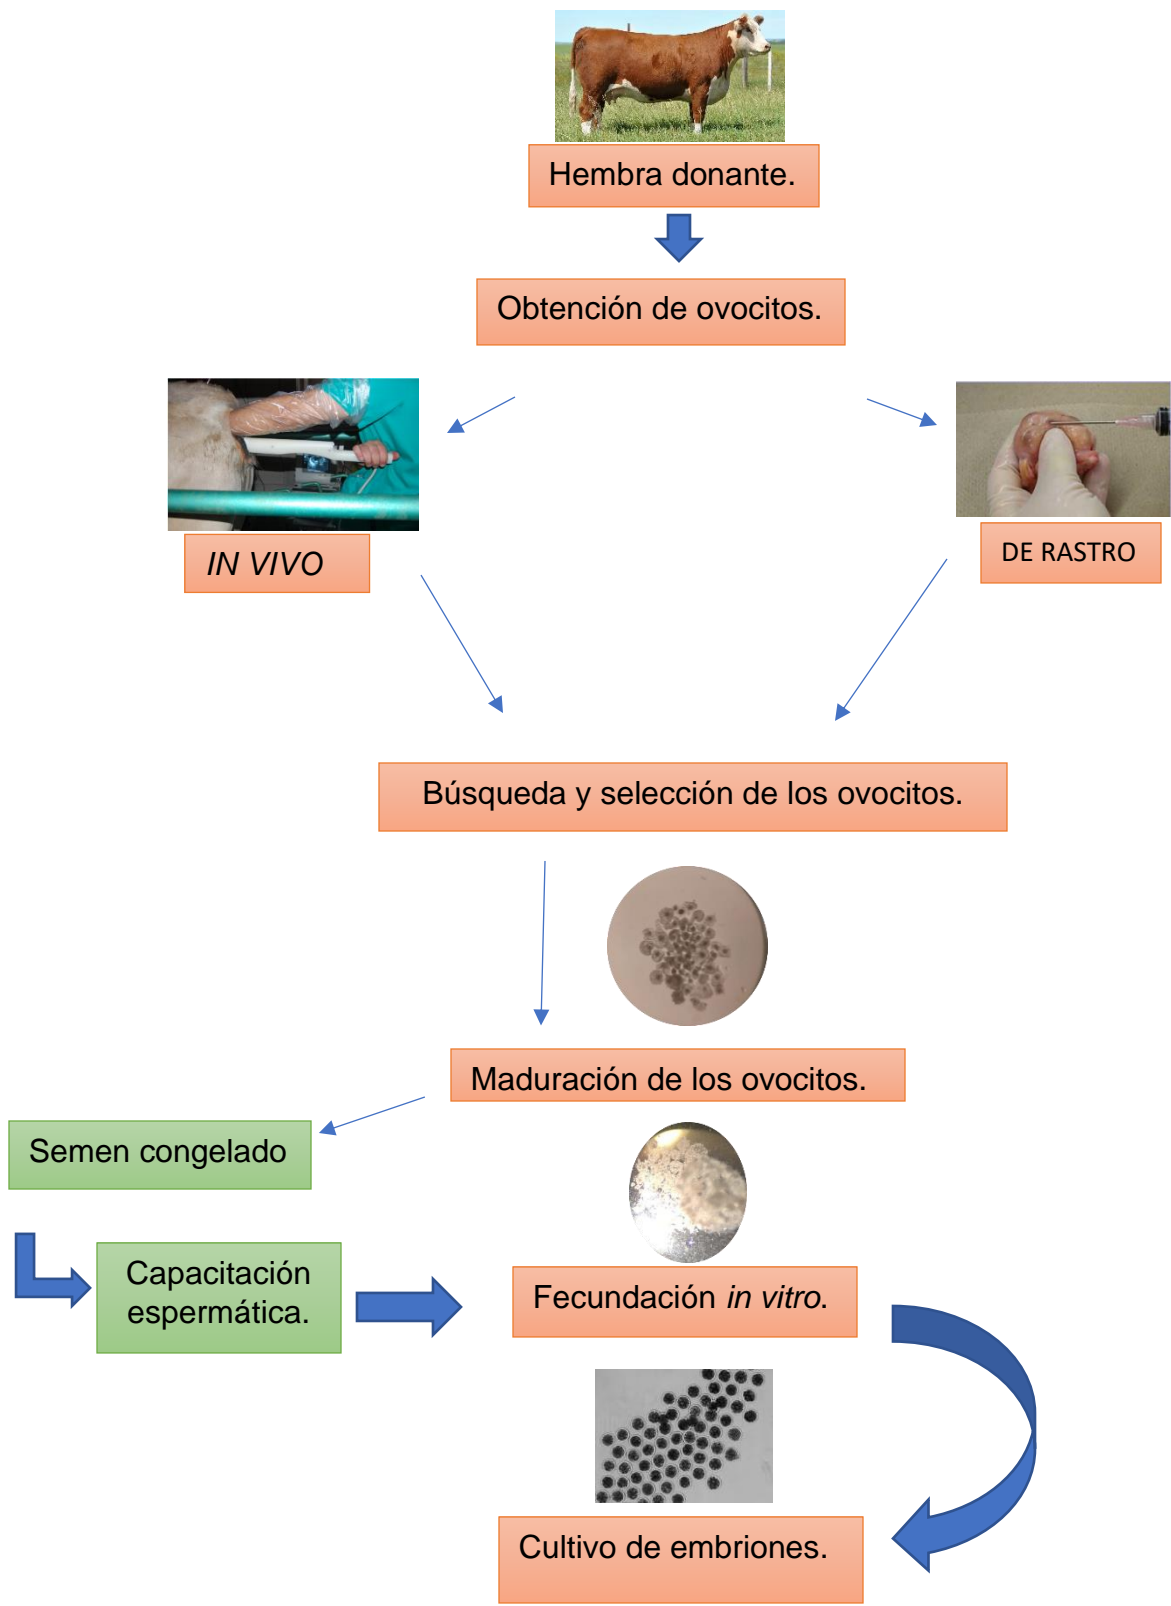 Hembra donante.
Obtención de ovocitos.
IN VIVO
DE RASTRO
Búsqueda y selección de los ovocitos.
Maduración de los ovocitos.
Semen congelado
Capacitación
espermática.
Fecundación in vitro.
Cultivo de embriones.